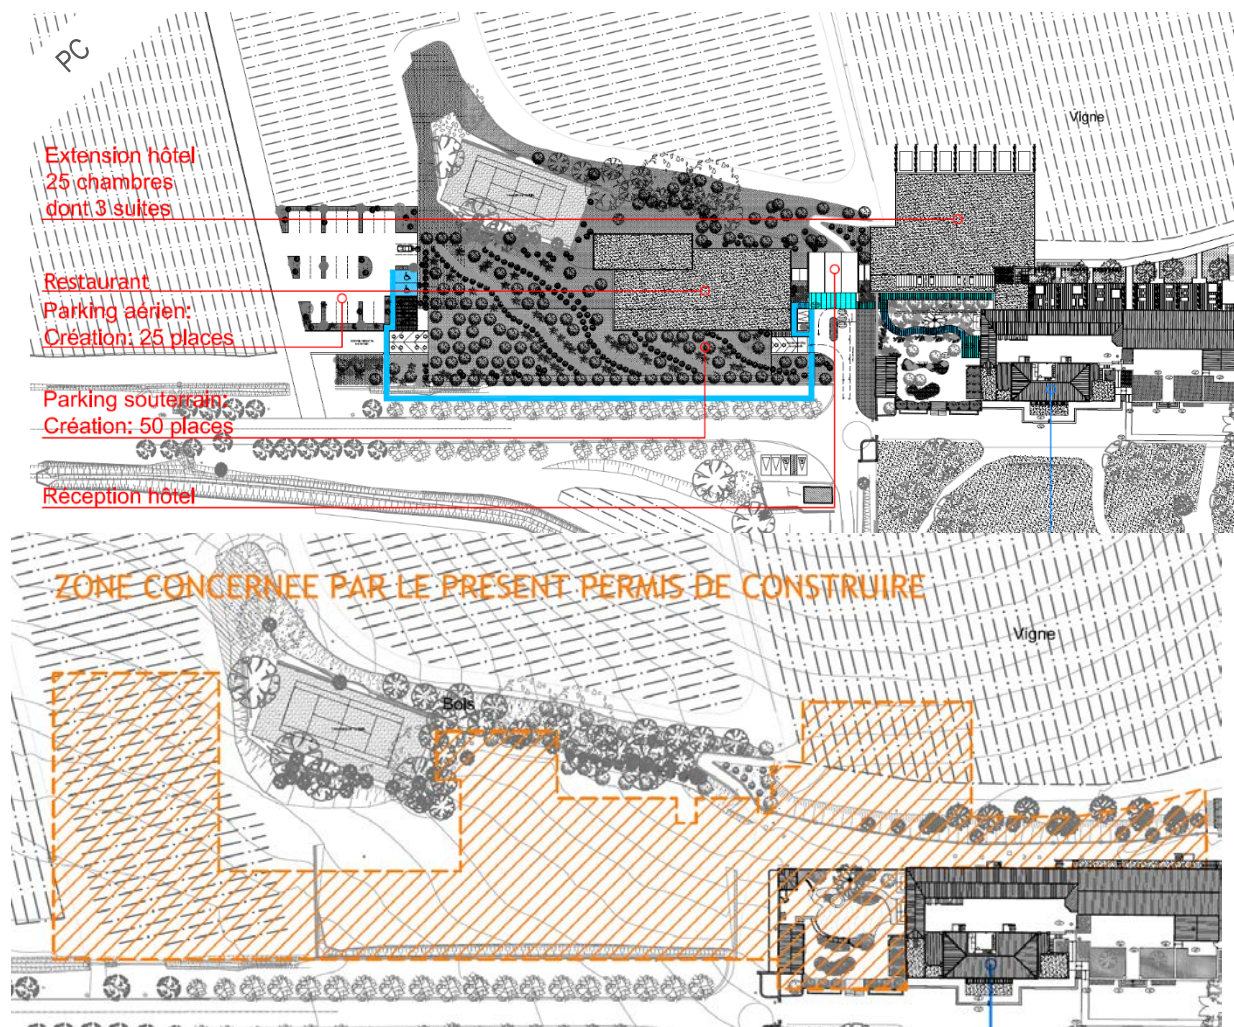 PC
Vigne
Extension hôtel
25 chambres
dont 3 suites
Restaurant
Parking aérien:
Création: 25 places
Parking souterrain:
Création: 50 places
Réception hôtel
ZONE CONCERNEE PAR LE PRESENT PERMIS DE CONSTRUIRE
Vigne
Bois